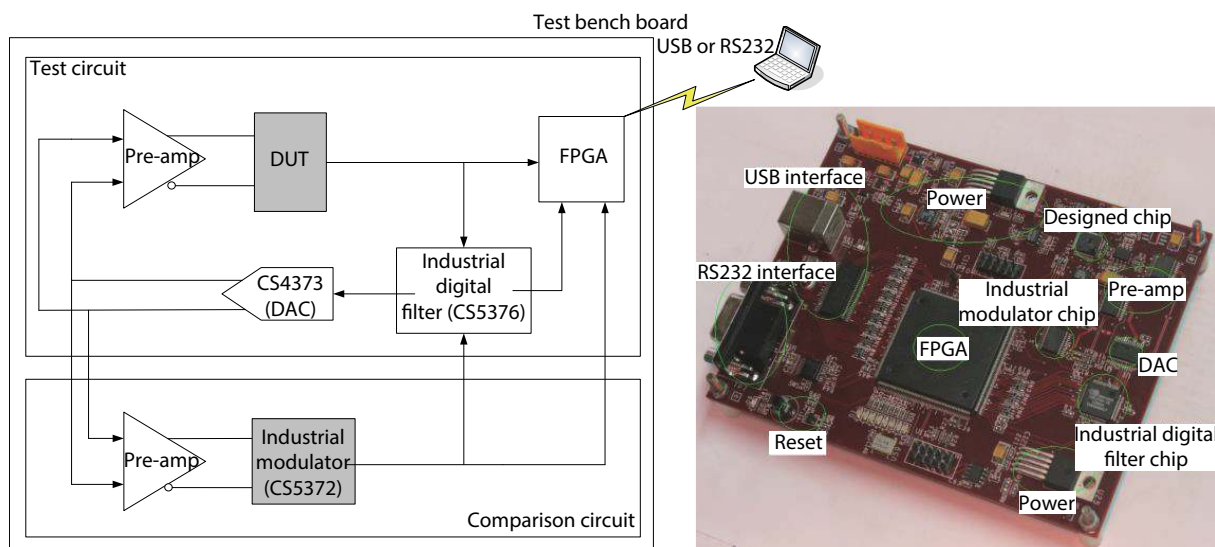 Test bench board
USB or RS232
Test circuit
Pre-amp
DUT
FPGA
CS4373
(DAC)
Industrial
digital
filter (CS5376)
Pre-amp
Industrial
modulator
(CS5372)
Comparison circuit
USB interface
Power
Designed chip
RS232 interface
Industrial
modulator chip
Pre-amp
FPGA
DAC
Reset
Industrial digital
filter chip
Power